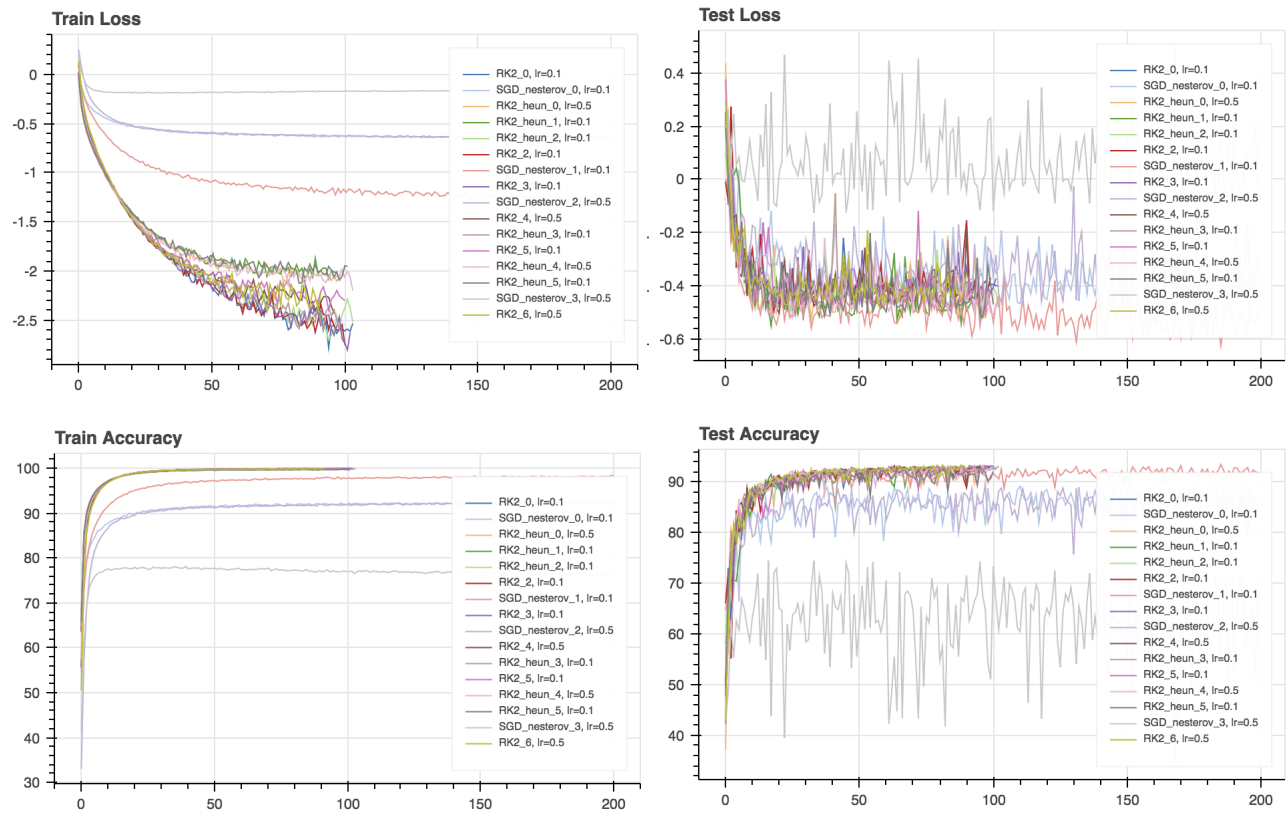 Train Loss
0
-0.5
-1
-1.5
-2
-2.5
0
50
100
150
200
RK2_0, lr=0.1
SGD_nesterov_0, lr=0.1
RK2_heun_0, lr=0.5
RK2_heun_1, lr=0.1
RK2_heun_2, lr=0.1
RK2_2, lr=0.1
SGD_nesterov_1, lr=0.1
RK2_3, lr=0.1
SGD_nesterov_2, lr=0.5
RK2_4, lr=0.5
RK2_heun_3, lr=0.1
RK2_5, lr=0.1
RK2_heun_4, lr=0.5
RK2_heun_5, lr=0.1
SGD_nesterov_3, lr=0.5
RK2_6, lr=0.5
Test Loss
0.4
0.2
0
-0.2
-0.4
-0.6
0
50
100
150
200
RK2_0, lr=0.1
SGD_nesterov_0, lr=0.1
RK2_heun_0, lr=0.5
RK2_heun_1, lr=0.1
RK2_heun_2, lr=0.1
RK2_2, lr=0.1
SGD_nesterov_1, lr=0.1
RK2_3, lr=0.1
SGD_nesterov_2, lr=0.5
RK2_4, lr=0.5
RK2_heun_3, lr=0.1
RK2_5, lr=0.1
RK2_heun_4, lr=0.5
RK2_heun_5, lr=0.1
SGD_nesterov_3, lr=0.5
RK2_6, lr=0.5
Train Accuracy
100
90
80
70
60
50
40
30
0
50
100
150
200
RK2_0, lr=0.1
SGD_nesterov_0, lr=0.1
RK2_heun_0, lr=0.5
RK2_heun_1, lr=0.1
RK2_heun_2, lr=0.1
RK2_2, lr=0.1
SGD_nesterov_1, lr=0.1
RK2_3, lr=0.1
SGD_nesterov_2, lr=0.5
RK2_4, lr=0.5
RK2_heun_3, lr=0.1
RK2_5, lr=0.1
RK2_heun_4, lr=0.5
RK2_heun_5, lr=0.1
SGD_nesterov_3, lr=0.5
RK2_6, lr=0.5
Test Accuracy
90
80
70
60
50
40
0
50
100
150
200
RK2_0, lr=0.1
SGD_nesterov_0, lr=0.1
RK2_heun_0, lr=0.5
RK2_heun_1, lr=0.1
RK2_heun_2, lr=0.1
RK2_2, lr=0.1
SGD_nesterov_1, lr=0.1
RK2_3, lr=0.1
SGD_nesterov_2, lr=0.5
RK2_4, lr=0.5
RK2_heun_3, lr=0.1
RK2_5, lr=0.1
RK2_heun_4, lr=0.5
RK2_heun_5, lr=0.1
SGD_nesterov_3, lr=0.5
RK2_6, lr=0.5